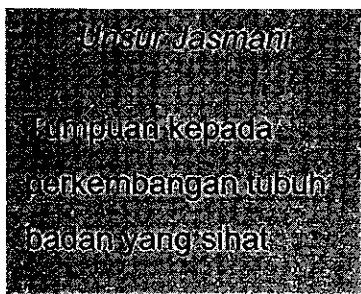 Unsur Jasmani
Tumpuan kepada
perkembangan tubuh
badan yang sihat